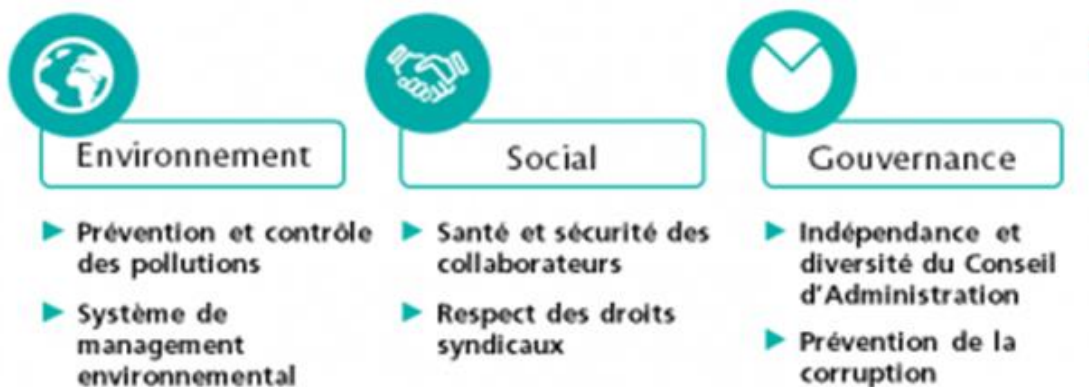 Environnement
Prévention et contrôle
des pollutions
Système de
management
environnemental
Social
Santé et sécurité des
collaborateurs
Respect des droits
syndicaux
Gouvernance
Indépendance et
diversité du Conseil
d'Administration
Prévention de la
corruption